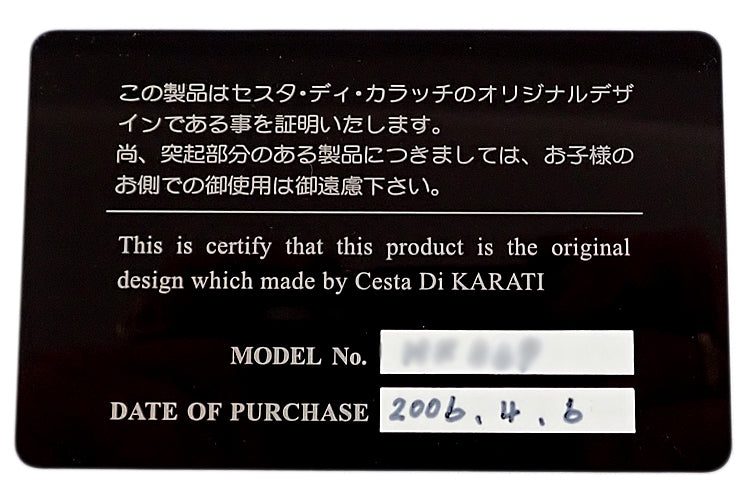 この製品はセスタ・ディ・カラッチのオリジナルデザ
インである事を証明いたします。
尚、突起部分のある製品につきましては、お子様の
お側での御使用は御遠慮下さい。
This is certify that this product is the original
design which made by Cesta Di KARATI
MODEL No.
DATE OF PURCHASE 2006.4.6